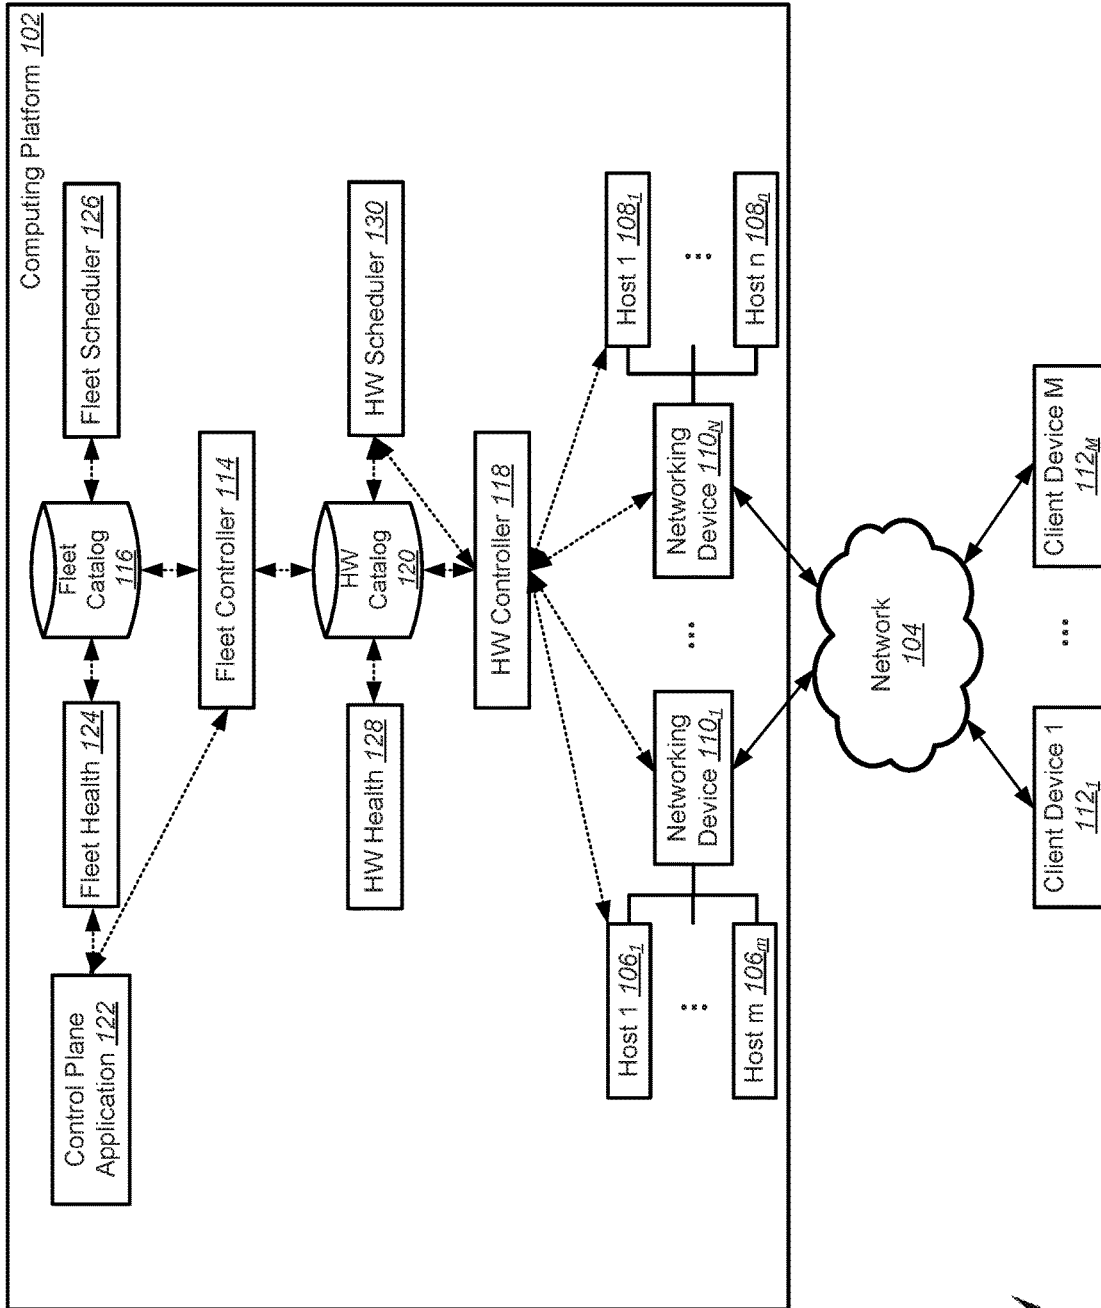 Computing Platform 102
Control Plane
Application 122
Fleet Health 124
Fleet
Catalog
116
Fleet Scheduler 126
Fleet Controller 114
HW Health 128
HW
Catalog
120
HW Scheduler 130
HW Controller 118
Host 1 106₁
⋮
Host m 106ₘ
Networking
Device 110₁
...
Networking
Device 110_N
Host 1 108₁
⋮
Host n 108ₙ
Network
104
Client Device 1
112₁
...
Client Device M
112_M